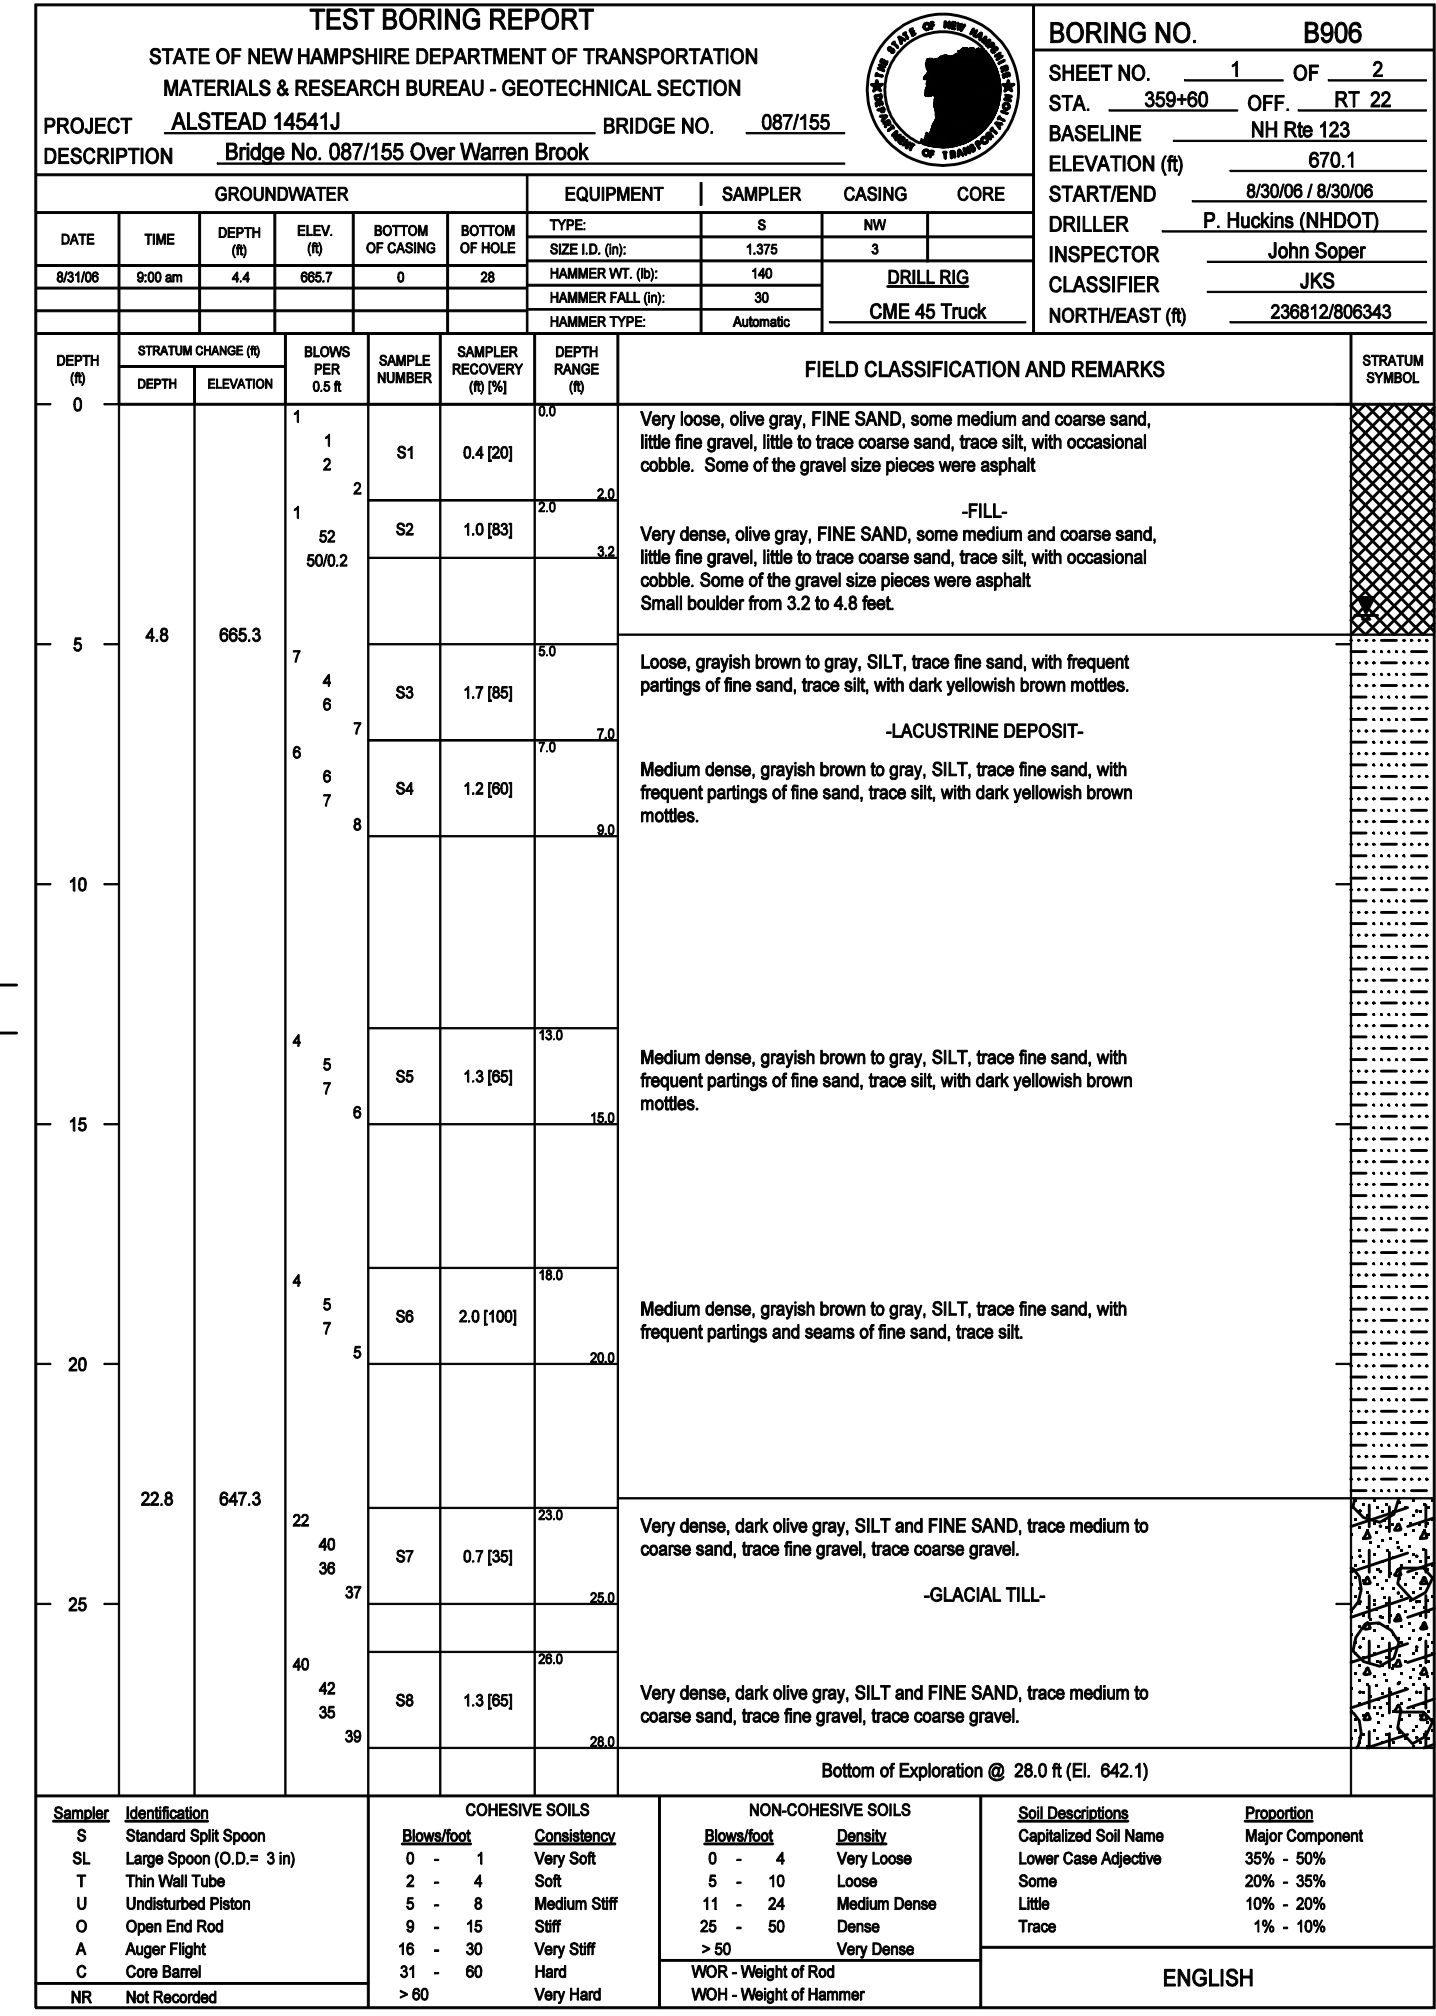 TEST BORING REPORT
STATE OF NEW HAMPSHIRE DEPARTMENT OF TRANSPORTATION
MATERIALS & RESEARCH BUREAU - GEOTECHNICAL SECTION
PROJECT ALSTEAD 14541J BRIDGE NO. 087/155
DESCRIPTION Bridge No. 087/155 Over Warren Brook
THE STATE OF NEW HAMPSHIRE
DEPARTMENT OF TRANSPORTATION
BORING NO. B906
SHEET NO. 1 OF 2
STA. 359+60 OFF. RT 22
BASELINE NH Rte 123
ELEVATION (ft) 670.1
START/END 8/30/06 / 8/30/06
DRILLER P. Huckins (NHDOT)
INSPECTOR John Soper
CLASSIFIER JKS
NORTH/EAST (ft) 236812/806343
GROUNDWATER
DATE TIME DEPTH (ft) ELEV. (ft) BOTTOM OF CASING BOTTOM OF HOLE
8/31/06 9:00 am 4.4 665.7 0 28
EQUIPMENT SAMPLER CASING CORE
TYPE: S NW
SIZE I.D. (in): 1.375 3
HAMMER WT. (lb): 140
HAMMER FALL (in): 30
HAMMER TYPE: Automatic
DRILL RIG
CME 45 Truck
DEPTH (ft) STRATUM CHANGE (ft) DEPTH ELEVATION BLOWS PER 0.5 ft SAMPLE NUMBER SAMPLER RECOVERY (ft) [%] DEPTH RANGE (ft) FIELD CLASSIFICATION AND REMARKS STRATUM SYMBOL
0
1
1
2
2
S1 0.4 [20] 0.0 2.0
Very loose, olive gray, FINE SAND, some medium and coarse sand,
little fine gravel, little to trace coarse sand, trace silt, with occasional
cobble. Some of the gravel size pieces were asphalt
-FILL-
1
52
50/0.2
S2 1.0 [83] 2.0 3.2
Very dense, olive gray, FINE SAND, some medium and coarse sand,
little fine gravel, little to trace coarse sand, trace silt, with occasional
cobble. Some of the gravel size pieces were asphalt
Small boulder from 3.2 to 4.8 feet.
4.8 665.3
5
7
4
6
7
S3 1.7 [85] 5.0 7.0
Loose, grayish brown to gray, SILT, trace fine sand, with frequent
partings of fine sand, trace silt, with dark yellowish brown mottles.
-LACUSTRINE DEPOSIT-
6
6
7
8
S4 1.2 [60] 7.0 9.0
Medium dense, grayish brown to gray, SILT, trace fine sand, with
frequent partings of fine sand, trace silt, with dark yellowish brown
mottles.
10
4
5
7
6
S5 1.3 [65] 13.0 15.0
Medium dense, grayish brown to gray, SILT, trace fine sand, with
frequent partings of fine sand, trace silt, with dark yellowish brown
mottles.
15
4
5
7
5
S6 2.0 [100] 18.0 20.0
Medium dense, grayish brown to gray, SILT, trace fine sand, with
frequent partings and seams of fine sand, trace silt.
20
22.8 647.3
22
40
36
37
S7 0.7 [35] 23.0 25.0
Very dense, dark olive gray, SILT and FINE SAND, trace medium to
coarse sand, trace fine gravel, trace coarse gravel.
-GLACIAL TILL-
25
40
42
35
39
S8 1.3 [65] 26.0 28.0
Very dense, dark olive gray, SILT and FINE SAND, trace medium to
coarse sand, trace fine gravel, trace coarse gravel.
Bottom of Exploration @ 28.0 ft (El. 642.1)
Sampler Identification
S Standard Split Spoon
SL Large Spoon (O.D.= 3 in)
T Thin Wall Tube
U Undisturbed Piston
O Open End Rod
A Auger Flight
C Core Barrel
NR Not Recorded
COHESIVE SOILS
Blows/foot Consistency
0 - 1 Very Soft
2 - 4 Soft
5 - 8 Medium Stiff
9 - 15 Stiff
16 - 30 Very Stiff
31 - 60 Hard
> 60 Very Hard
NON-COHESIVE SOILS
Blows/foot Density
0 - 4 Very Loose
5 - 10 Loose
11 - 24 Medium Dense
25 - 50 Dense
> 50 Very Dense
WOR - Weight of Rod
WOH - Weight of Hammer
Soil Descriptions Proportion
Capitalized Soil Name Major Component
Lower Case Adjective 35% - 50%
Some 20% - 35%
Little 10% - 20%
Trace 1% - 10%
ENGLISH